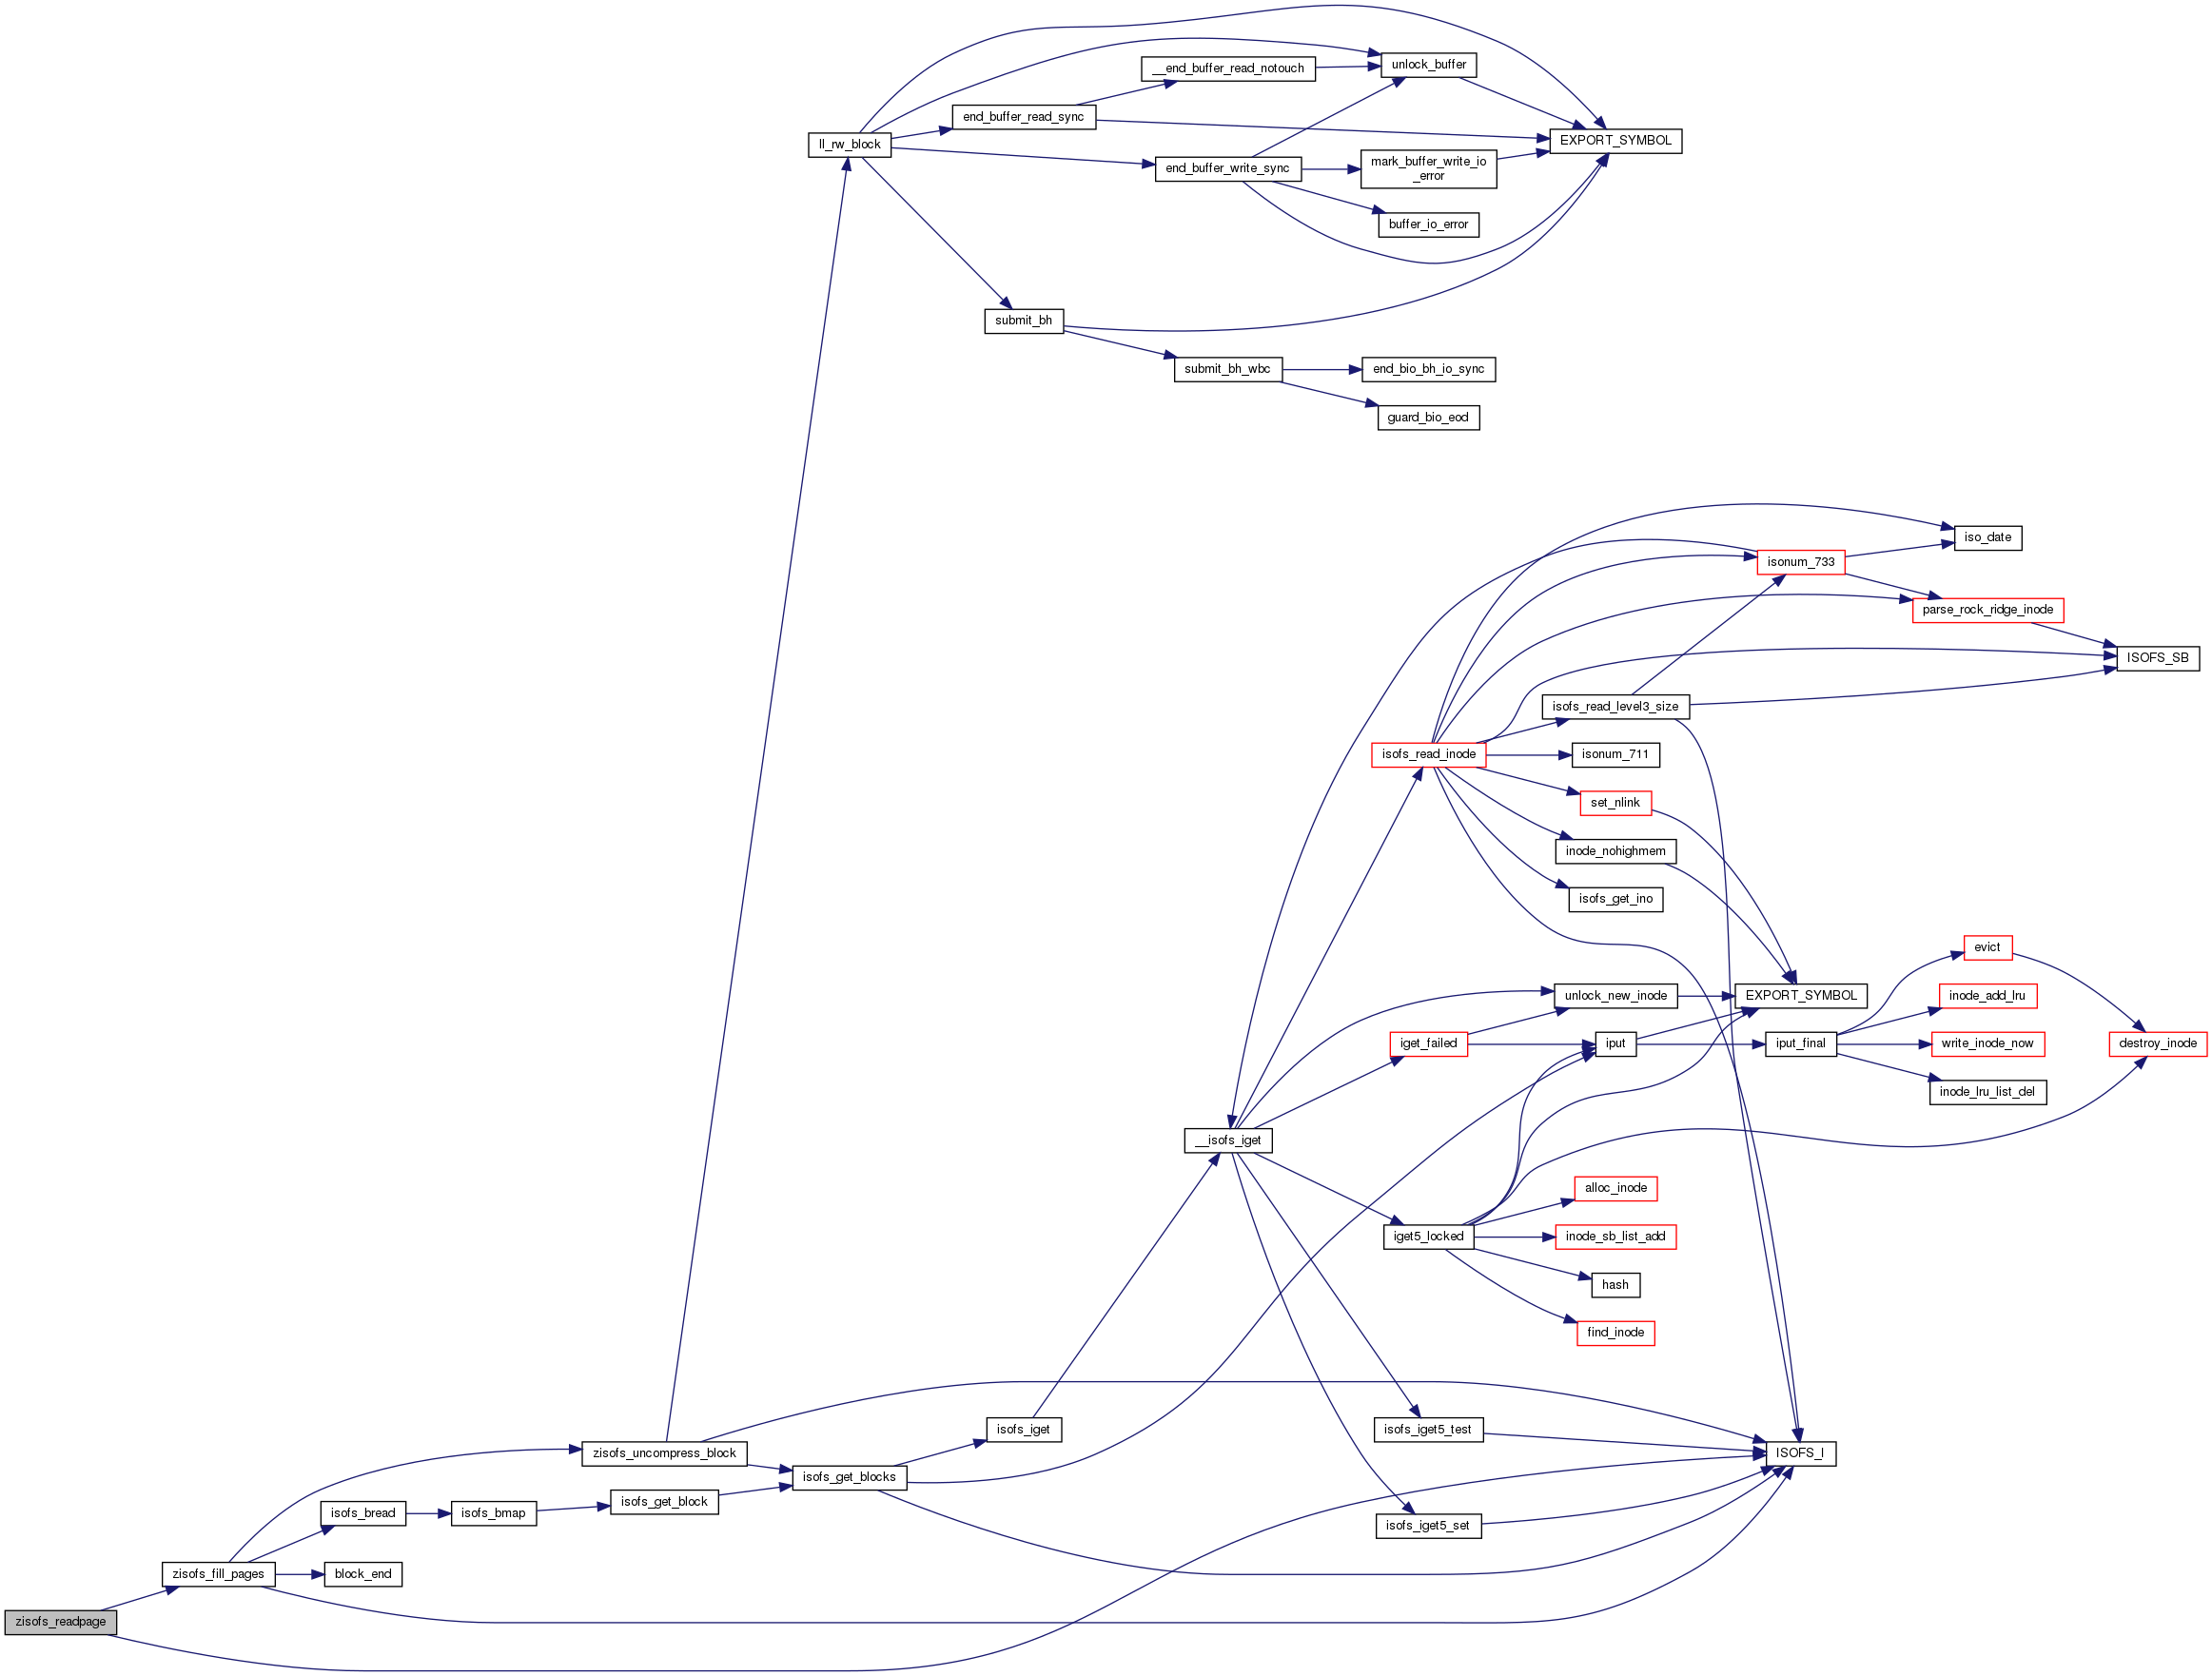 unlock_buffer
__end_buffer_read_notouch
end_buffer_read_sync
EXPORT_SYMBOL
ll_rw_block
end_buffer_write_sync
mark_buffer_write_io
_error
buffer_io_error
submit_bh
submit_bh_wbc
end_bio_bh_io_sync
guard_bio_eod
iso_date
isonum_733
parse_rock_ridge_inode
ISOFS_SB
isofs_read_level3_size
isofs_read_inode
isonum_711
set_nlink
inode_nohighmem
isofs_get_ino
evict
unlock_new_inode
EXPORT_SYMBOL
inode_add_lru
iget_failed
iput
iput_final
write_inode_now
destroy_inode
inode_lru_list_del
__isofs_iget
alloc_inode
iget5_locked
inode_sb_list_add
hash
find_inode
isofs_iget
isofs_iget5_test
zisofs_uncompress_block
ISOFS_I
isofs_get_blocks
isofs_get_block
isofs_bread
isofs_bmap
isofs_iget5_set
zisofs_fill_pages
block_end
zisofs_readpage